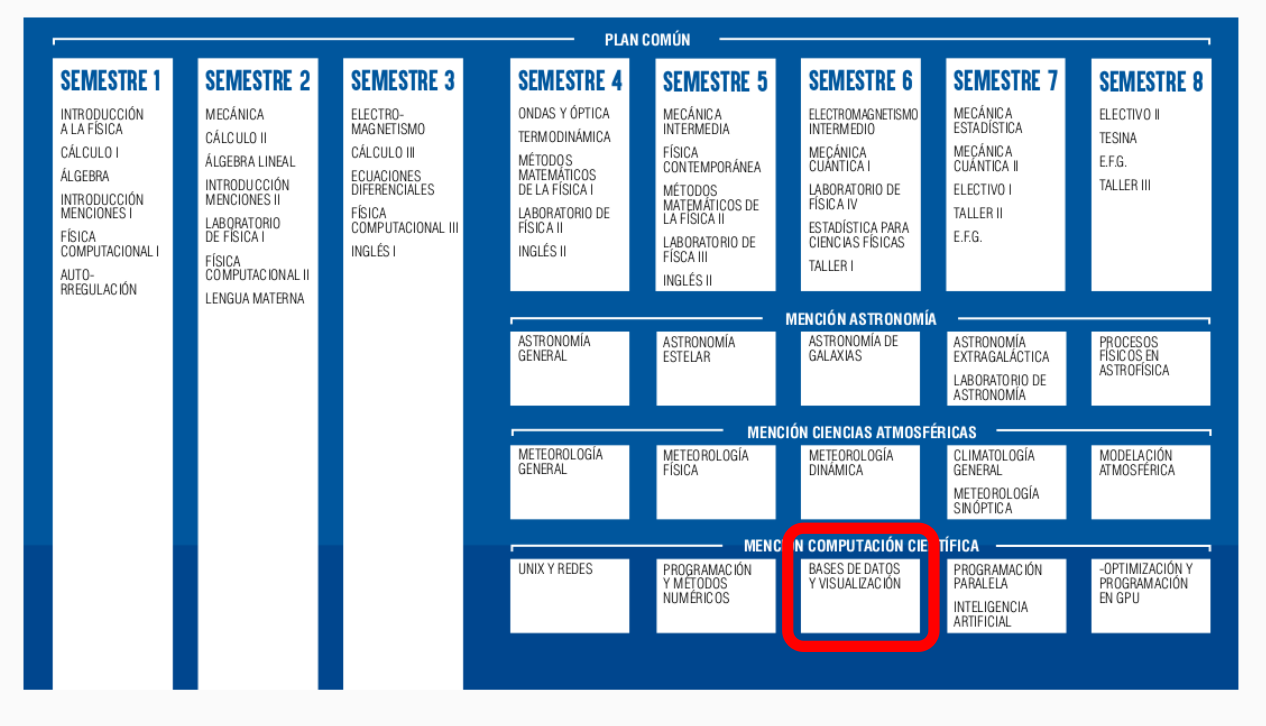 PLAN COMÚN
SEMESTRE 1
INTRODUCCIÓN
A LA FÍSICA
CÁLCULO I
ÁLGEBRA
INTRODUCCIÓN
MENCIONES I
FÍSICA
COMPUTACIONAL I
AUTO-
RREGULACIÓN
SEMESTRE 2
MECÁNICA
CÁLCULO II
ÁLGEBRA LINEAL
INTRODUCCIÓN
MENCIONES II
LABORATORIO
DE FÍSICA I
FÍSICA
COMPUTACIONAL II
LENGUA MATERNA
SEMESTRE 3
ELECTRO-
MAGNETISMO
CÁLCULO III
ECUACIONES
DIFERENCIALES
FÍSICA
COMPUTACIONAL III
INGLÉS I
SEMESTRE 4
ONDAS Y ÓPTICA
TERMODINÁMICA
MÉTODOS
MATEMÁTICOS
DE LA FÍSICA I
LABORATORIO DE
FÍSICA II
INGLÉS II
SEMESTRE 5
MECÁNICA
INTERMEDIA
FÍSICA
CONTEMPORÁNEA
MÉTODOS
MATEMÁTICOS DE
LA FÍSICA II
LABORATORIO DE
FÍSCA III
INGLÉS II
SEMESTRE 6
ELECTROMAGNETISMO
INTERMEDIO
MECÁNICA
CUÁNTICA I
LABORATORIO DE
FÍSICA IV
ESTADÍSTICA PARA
CIENCIAS FÍSICAS
TALLER I
SEMESTRE 7
MECÁNICA
ESTADÍSTICA
MECÁNICA
CUÁNTICA II
ELECTIVO I
TALLER II
E.F.G.
SEMESTRE 8
ELECTIVO II
TESINA
E.F.G.
TALLER III
MENCIÓN ASTRONOMÍA
ASTRONOMÍA
GENERAL
ASTRONOMÍA
ESTELAR
ASTRONOMÍA DE
GALAXIAS
ASTRONOMÍA
EXTRAGALÁCTICA
LABORATORIO DE
ASTRONOMÍA
PROCESOS
FÍSICOS EN
ASTROFÍSICA
MENCIÓN CIENCIAS ATMOSFÉRICAS
METEOROLOGÍA
GENERAL
METEOROLOGÍA
FÍSICA
METEOROLOGÍA
DINÁMICA
CLIMATOLOGÍA
GENERAL
METEOROLOGÍA
SINÓPTICA
MODELACIÓN
ATMOSFÉRICA
MENCIÓN COMPUTACIÓN CIENTÍFICA
UNIX Y REDES
PROGRAMACIÓN
Y MÉTODOS
NUMÉRICOS
BASES DE DATOS
Y VISUALIZACIÓN
PROGRAMACIÓN
PARALELA
INTELIGENCIA
ARTIFICIAL
-OPTIMIZACIÓN Y
PROGRAMACIÓN
EN GPU